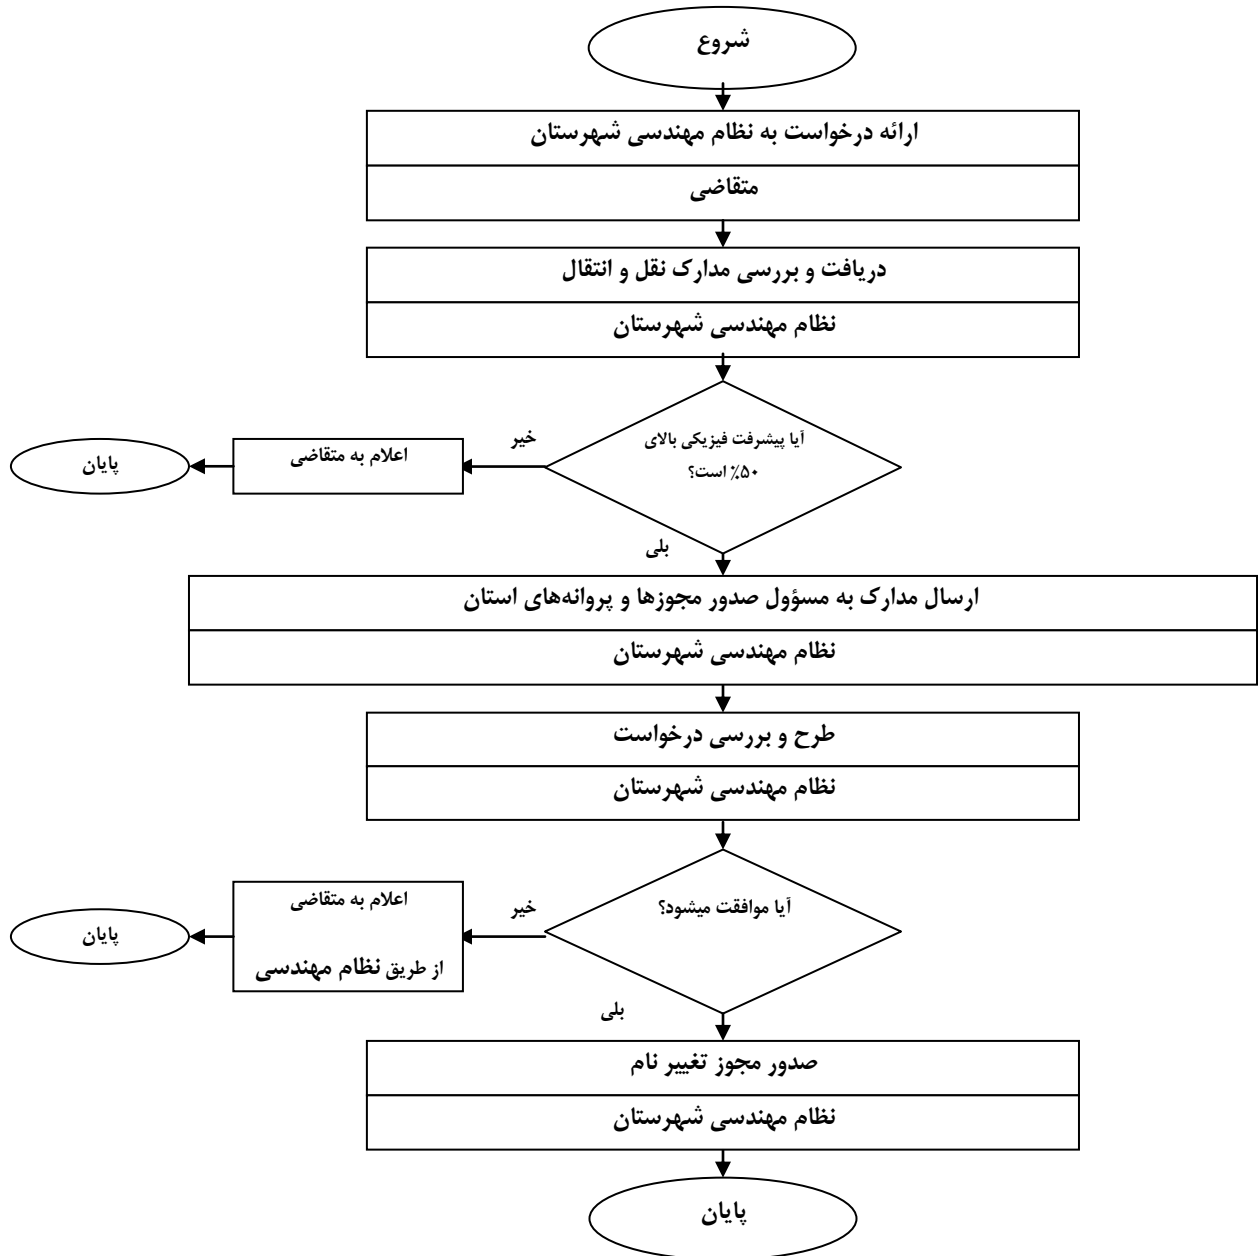 شروع
ارائه درخواست به نظام مهندسی شهرستان
متقاضی
دریافت و بررسی مدارک نقل و انتقال
نظام مهندسی شهرستان
آیا پیشرفت فیزیکی بالای
۵۰٪ است؟
خیر
اعلام به متقاضی
پایان
بلی
ارسال مدارک به مسؤول صدور مجوزها و پروانه‌های استان
نظام مهندسی شهرستان
طرح و بررسی درخواست
نظام مهندسی شهرستان
آیا موافقت میشود؟
خیر
اعلام به متقاضی
از طریق نظام مهندسی
پایان
بلی
صدور مجوز تغییر نام
نظام مهندسی شهرستان
پایان